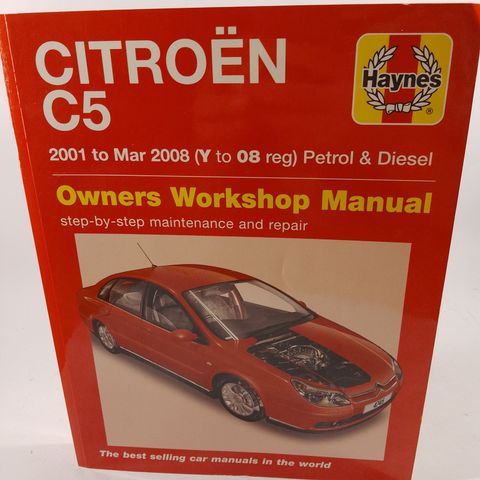 CITROËN
C5
Haynes
2001 to Mar 2008 (Y to 08 reg) Petrol & Diesel
Owners Workshop Manual
step-by-step maintenance and repair
The best selling car manuals in the world